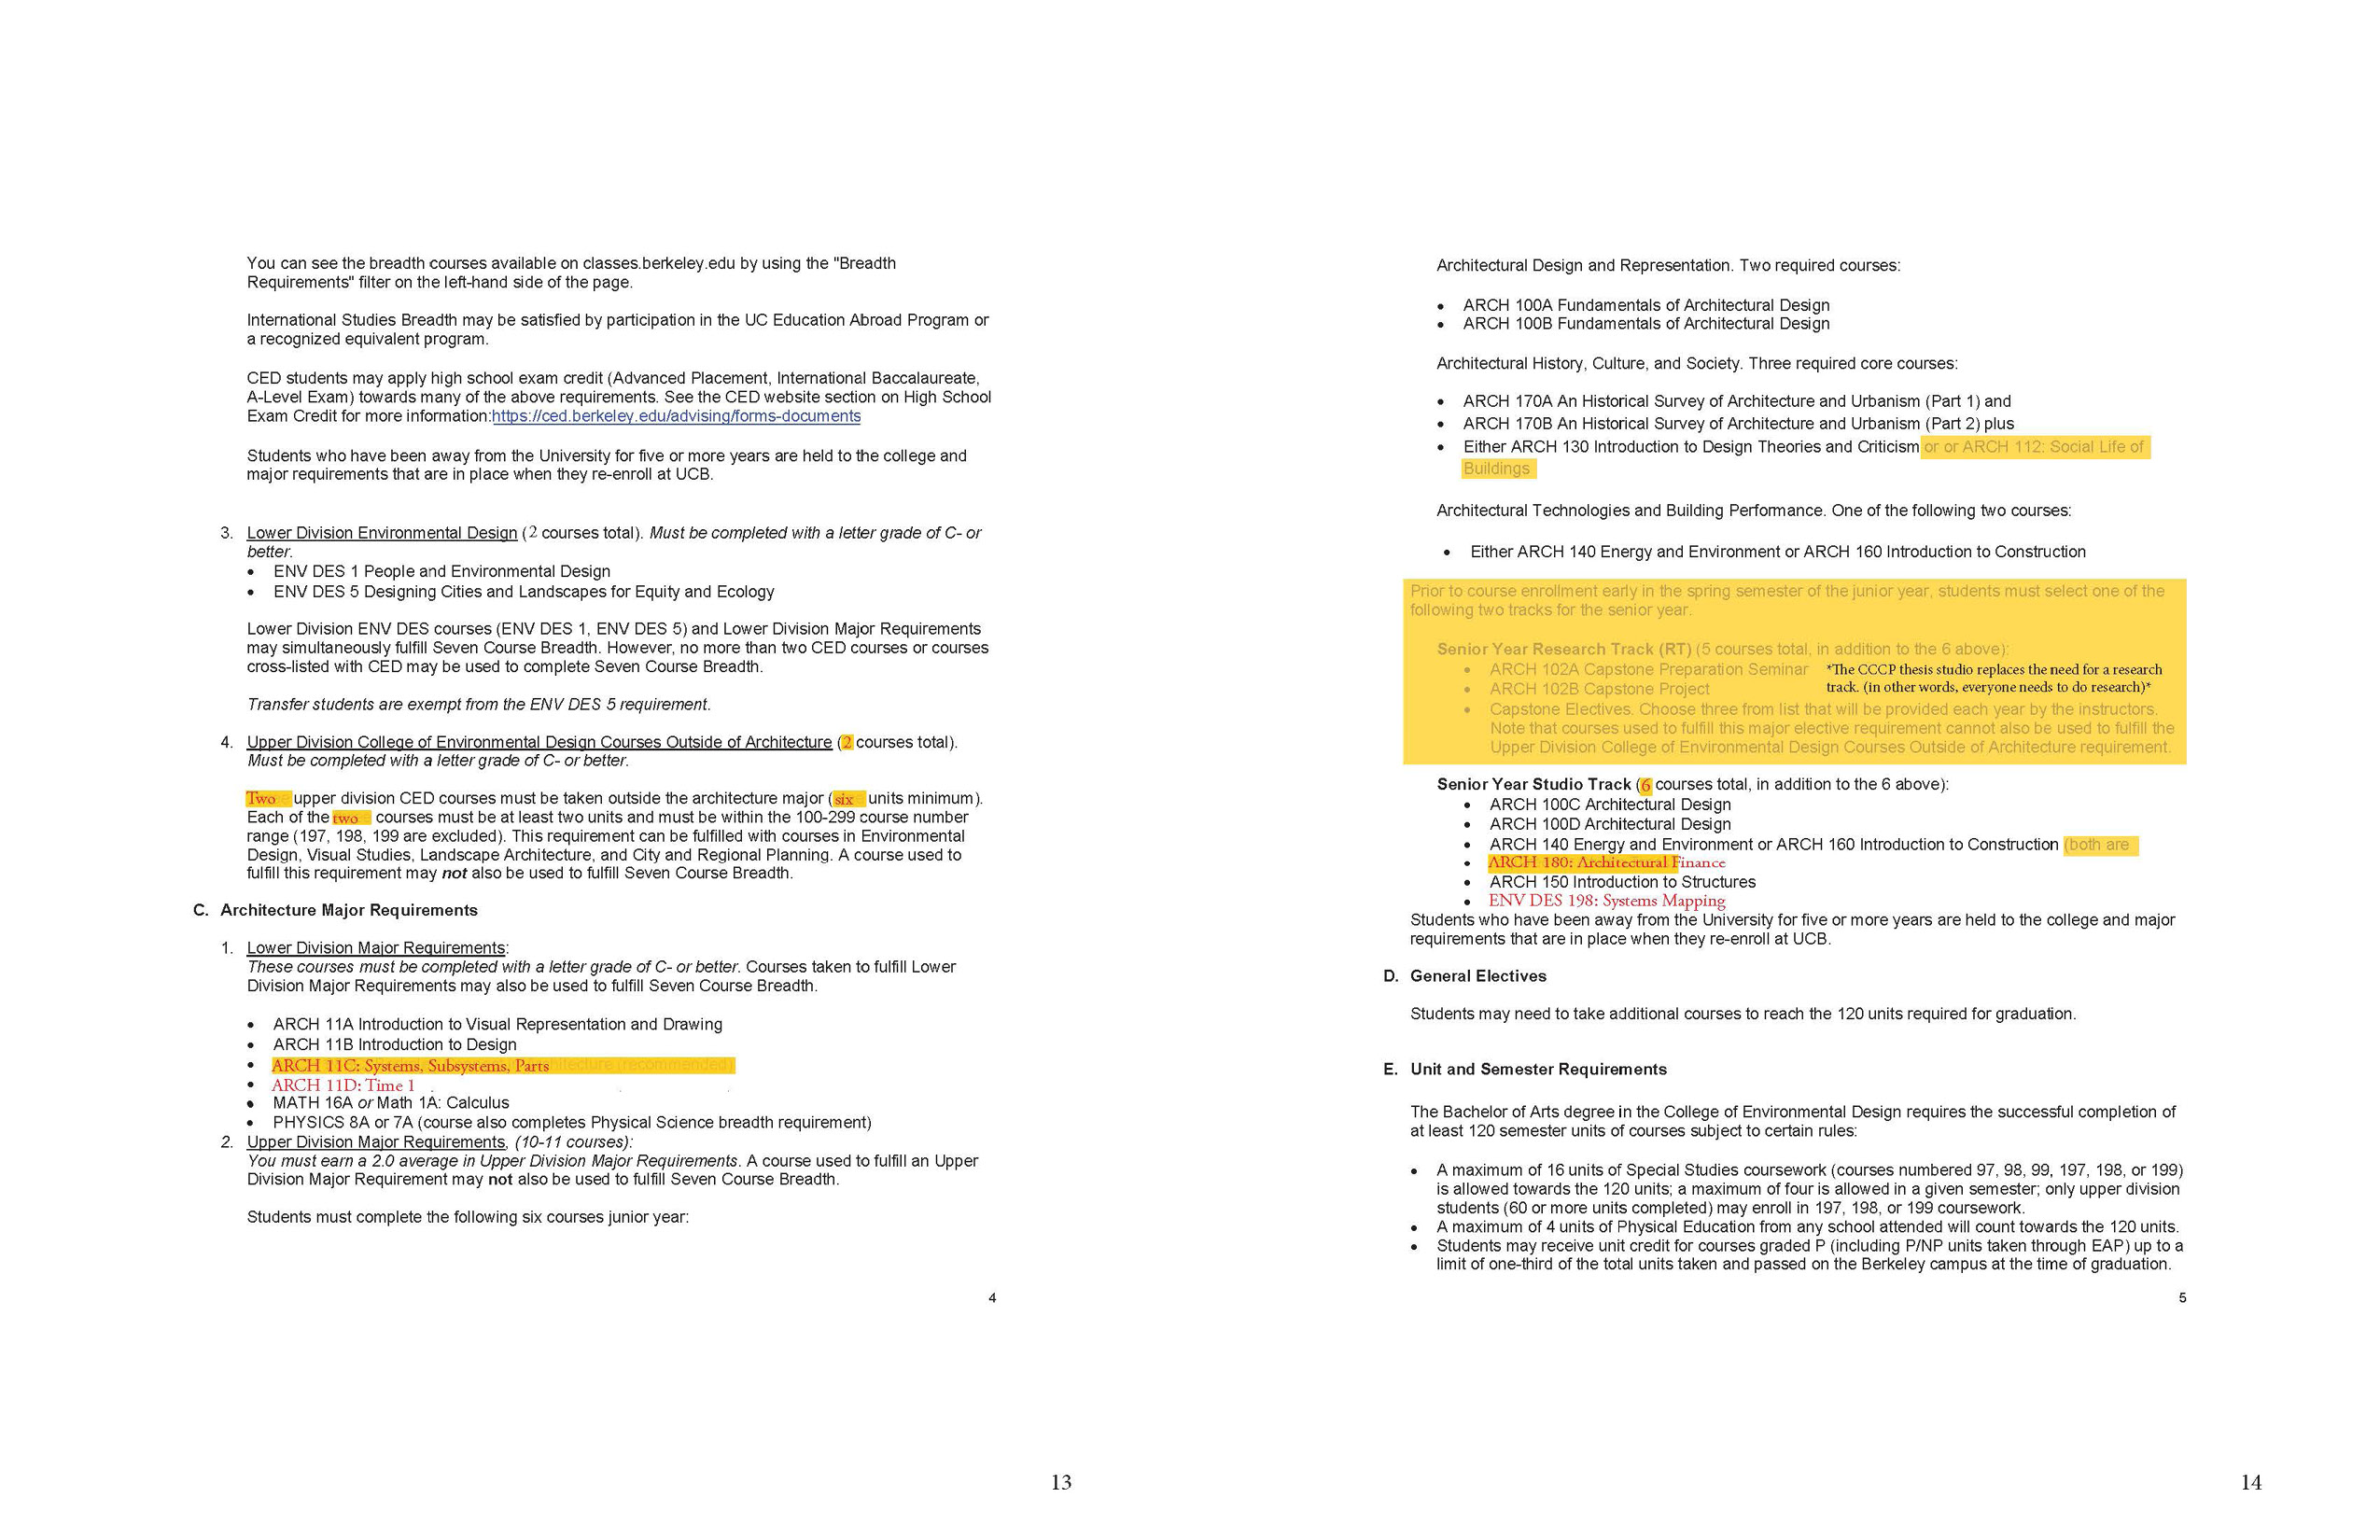 You can see the breadth courses available on classes.berkeley.edu by using the "Breadth
Requirements" filter on the left-hand side of the page.
International Studies Breadth may be satisfied by participation in the UC Education Abroad Program or
a recognized equivalent program.
CED students may apply high school exam credit (Advanced Placement, International Baccalaureate,
A-Level Exam) towards many of the above requirements. See the CED website section on High School
Exam Credit for more information:https://ced.berkeley.edu/advising/forms-documents
Students who have been away from the University for five or more years are held to the college and
major requirements that are in place when they re-enroll at UCB.
3. Lower Division Environmental Design (2 courses total). Must be completed with a letter grade of C- or
better.
• ENV DES 1 People and Environmental Design
• ENV DES 5 Designing Cities and Landscapes for Equity and Ecology
Lower Division ENV DES courses (ENV DES 1, ENV DES 5) and Lower Division Major Requirements
may simultaneously fulfill Seven Course Breadth. However, no more than two CED courses or courses
cross-listed with CED may be used to complete Seven Course Breadth.
Transfer students are exempt from the ENV DES 5 requirement.
4. Upper Division College of Environmental Design Courses Outside of Architecture (2 courses total).
Must be completed with a letter grade of C- or better.
Two upper division CED courses must be taken outside the architecture major (six units minimum).
Each of the two courses must be at least two units and must be within the 100-299 course number
range (197, 198, 199 are excluded). This requirement can be fulfilled with courses in Environmental
Design, Visual Studies, Landscape Architecture, and City and Regional Planning. A course used to
fulfill this requirement may not also be used to fulfill Seven Course Breadth.
C. Architecture Major Requirements
1. Lower Division Major Requirements:
These courses must be completed with a letter grade of C- or better. Courses taken to fulfill Lower
Division Major Requirements may also be used to fulfill Seven Course Breadth.
• ARCH 11A Introduction to Visual Representation and Drawing
• ARCH 11B Introduction to Design
• ARCH 11C: Systems, Subsystems, Parts (recommended)
• ARCH 11D: Time 1
• MATH 16A or Math 1A: Calculus
• PHYSICS 8A or 7A (course also completes Physical Science breadth requirement)
2. Upper Division Major Requirements, (10-11 courses):
You must earn a 2.0 average in Upper Division Major Requirements. A course used to fulfill an Upper
Division Major Requirement may not also be used to fulfill Seven Course Breadth.
Students must complete the following six courses junior year:
4
13
Architectural Design and Representation. Two required courses:
• ARCH 100A Fundamentals of Architectural Design
• ARCH 100B Fundamentals of Architectural Design
Architectural History, Culture, and Society. Three required core courses:
• ARCH 170A An Historical Survey of Architecture and Urbanism (Part 1) and
• ARCH 170B An Historical Survey of Architecture and Urbanism (Part 2) plus
• Either ARCH 130 Introduction to Design Theories and Criticism or or ARCH 112: Social Life of
Buildings
Architectural Technologies and Building Performance. One of the following two courses:
• Either ARCH 140 Energy and Environment or ARCH 160 Introduction to Construction
Prior to course enrollment early in the spring semester of the junior year, students must select one of the
following two tracks for the senior year.
Senior Year Research Track (RT) (5 courses total, in addition to the 6 above):
• ARCH 102A Capstone Preparation Seminar
• ARCH 102B Capstone Project
*The CCCP thesis studio replaces the need for a research
track. (in other words, everyone needs to do research)*
• Capstone Electives. Choose three from list that will be provided each year by the instructors.
Note that courses used to fulfill this major elective requirement cannot also be used to fulfill the
Upper Division College of Environmental Design Courses Outside of Architecture requirement.
Senior Year Studio Track (6 courses total, in addition to the 6 above):
• ARCH 100C Architectural Design
• ARCH 100D Architectural Design
• ARCH 140 Energy and Environment or ARCH 160 Introduction to Construction (both are
• ARCH 180: Architectural Finance
• ARCH 150 Introduction to Structures
• ENV DES 198: Systems Mapping
Students who have been away from the University for five or more years are held to the college and major
requirements that are in place when they re-enroll at UCB.
D. General Electives
Students may need to take additional courses to reach the 120 units required for graduation.
E. Unit and Semester Requirements
The Bachelor of Arts degree in the College of Environmental Design requires the successful completion of
at least 120 semester units of courses subject to certain rules:
• A maximum of 16 units of Special Studies coursework (courses numbered 97, 98, 99, 197, 198, or 199)
is allowed towards the 120 units; a maximum of four is allowed in a given semester; only upper division
students (60 or more units completed) may enroll in 197, 198, or 199 coursework.
• A maximum of 4 units of Physical Education from any school attended will count towards the 120 units.
• Students may receive unit credit for courses graded P (including P/NP units taken through EAP) up to a
limit of one-third of the total units taken and passed on the Berkeley campus at the time of graduation.
5
14